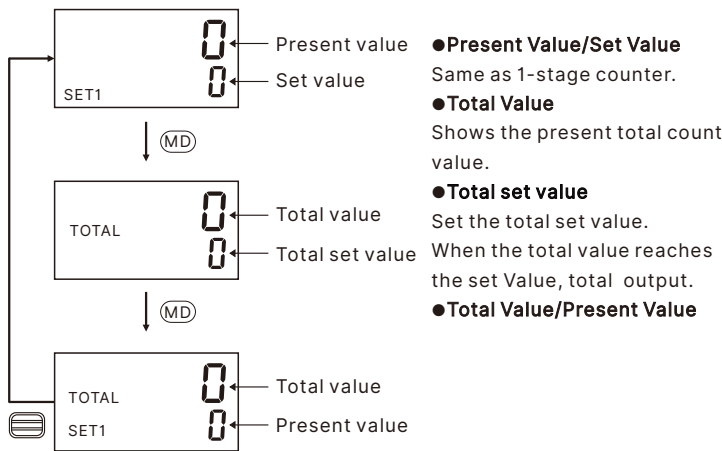 0
Present value
0
Set value
SET1
MD
TOTAL
0
Total value
0
Total set value
MD
TOTAL
0
Total value
SET1
0
Present value
●Present Value/Set Value
Same as 1-stage counter.
●Total Value
Shows the present total count
value.
●Total set value
Set the total set value.
When the total value reaches
the set Value, total output.
●Total Value/Present Value